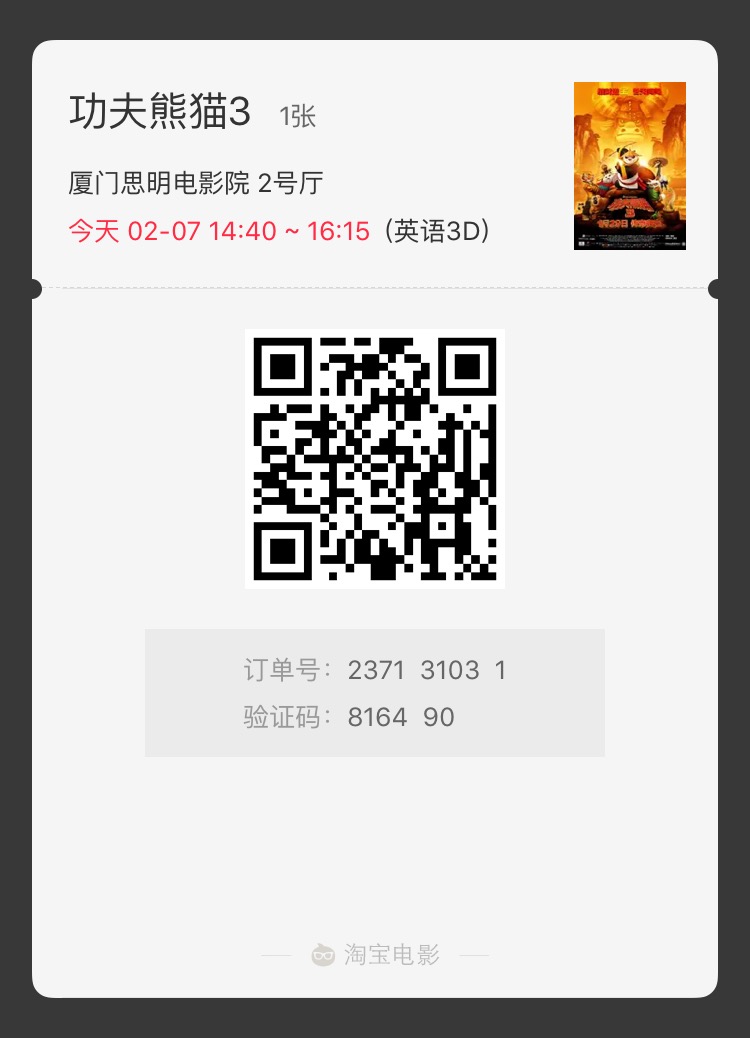 功夫熊猫3 1张
厦门思明电影院 2号厅
今天 02-07 14:40 ~ 16:15 (英语3D)
订单号: 2371 3103 1
验证码: 8164 90
淘宝电影